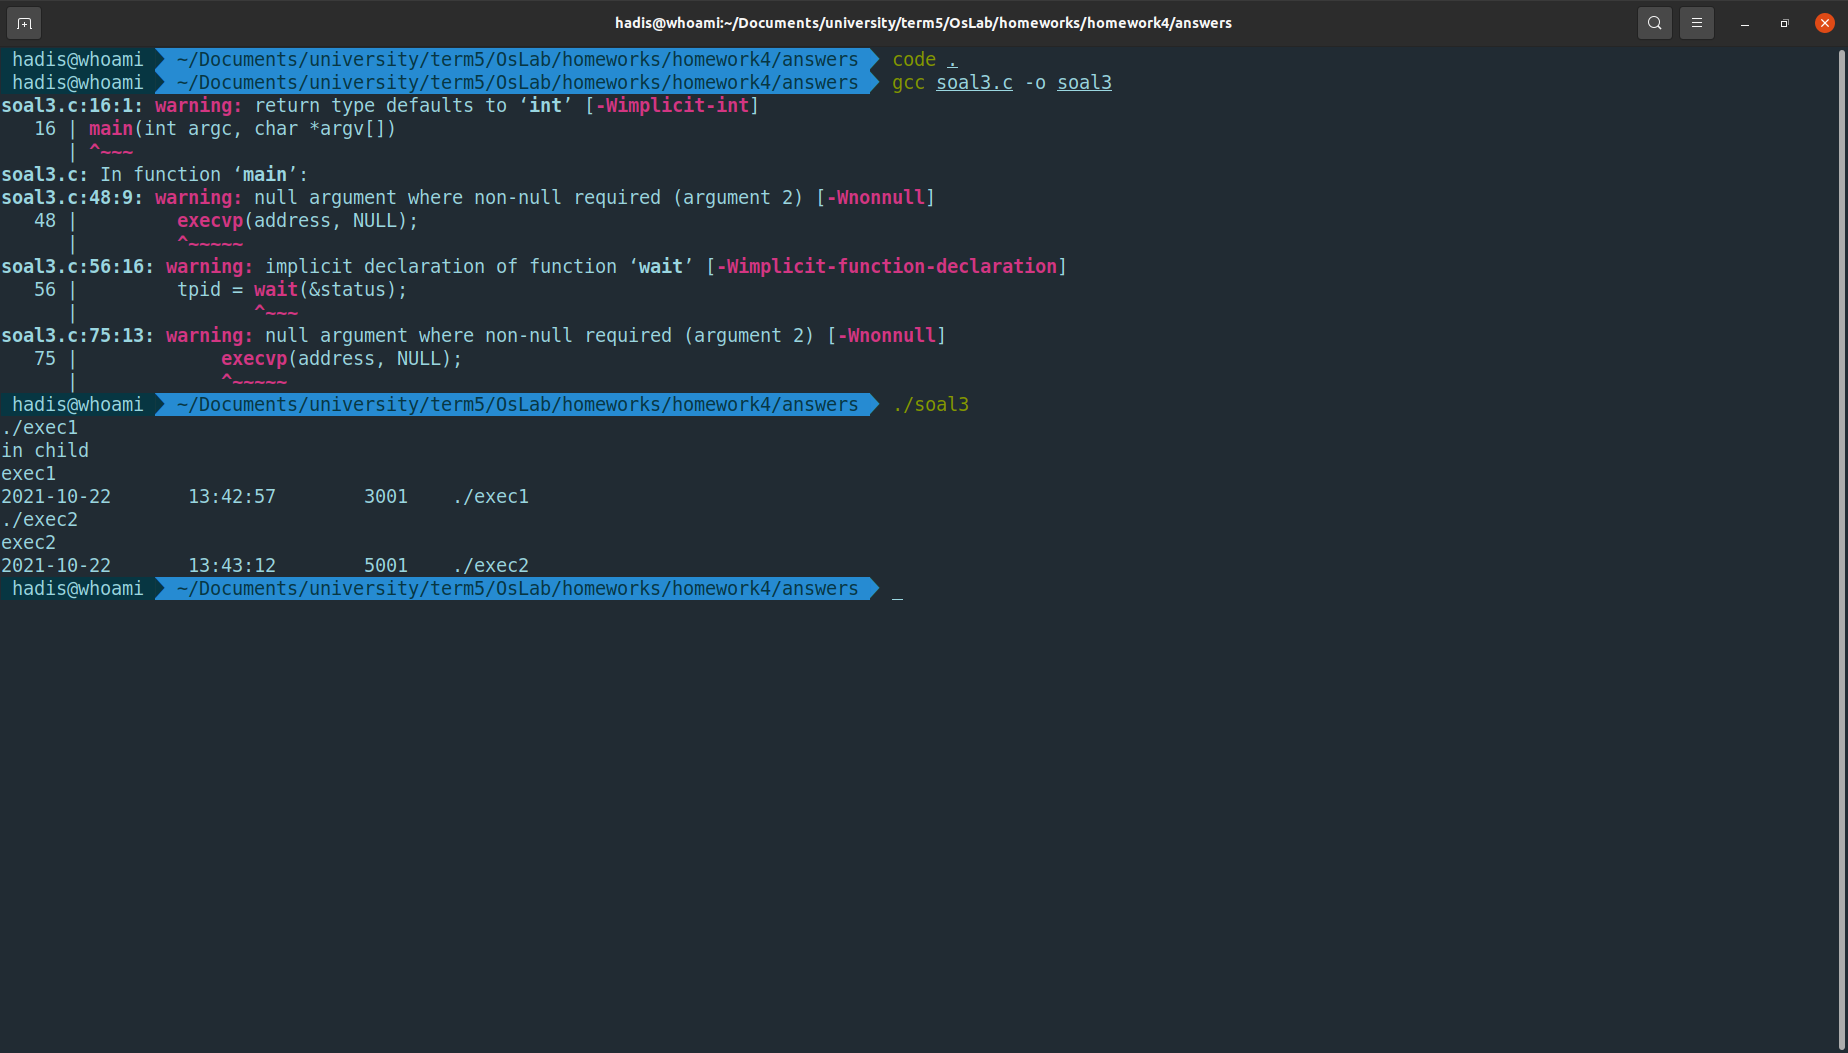 hadis@whoami:~/Documents/university/term5/OsLab/homeworks/homework4/answers
hadis@whoami ~/Documents/university/term5/OsLab/homeworks/homework4/answers code .
hadis@whoami ~/Documents/university/term5/OsLab/homeworks/homework4/answers gcc soal3.c -o soal3
soal3.c:16:1: warning: return type defaults to ‘int’ [-Wimplicit-int]
   16 | main(int argc, char *argv[])
      | ^~~~
soal3.c: In function ‘main’:
soal3.c:48:9: warning: null argument where non-null required (argument 2) [-Wnonnull]
   48 |         execvp(address, NULL);
      |         ^~~~~~
soal3.c:56:16: warning: implicit declaration of function ‘wait’ [-Wimplicit-function-declaration]
   56 |         tpid = wait(&status);
      |                ^~~~
soal3.c:75:13: warning: null argument where non-null required (argument 2) [-Wnonnull]
   75 |             execvp(address, NULL);
      |             ^~~~~~
hadis@whoami ~/Documents/university/term5/OsLab/homeworks/homework4/answers ./soal3
./exec1
in child
exec1
2021-10-22       13:42:57        3001    ./exec1
./exec2
exec2
2021-10-22       13:43:12        5001    ./exec2
hadis@whoami ~/Documents/university/term5/OsLab/homeworks/homework4/answers _